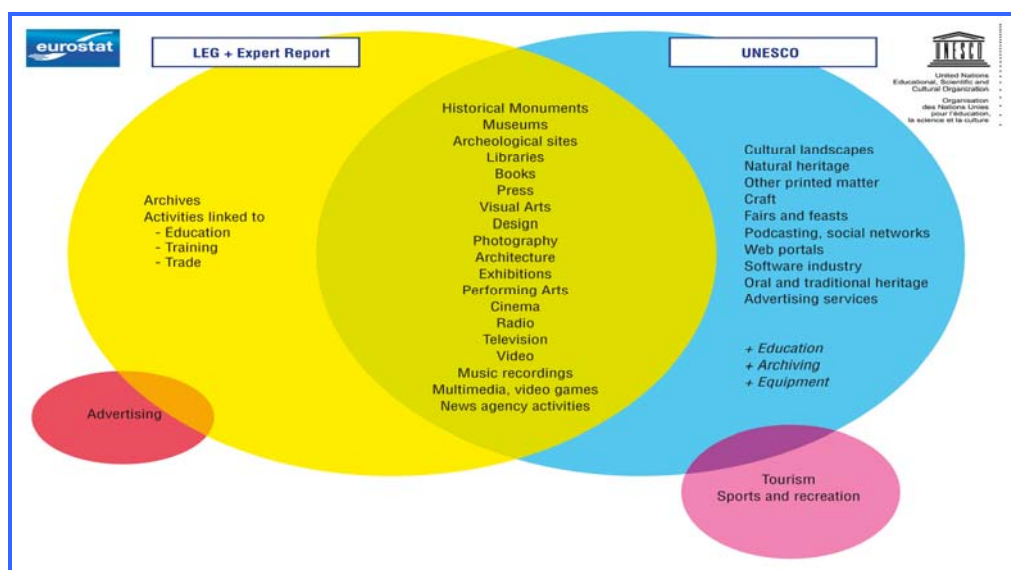 eurostat
LEG + Expert Report
UNESCO
UNESCO
United Nations
Educational, Scientific and
Cultural Organization
Organisation
des Nations Unies
pour l'éducation,
la science et la culture
Archives
Activities linked to
- Education
- Training
- Trade
Historical Monuments
Museums
Archeological sites
Libraries
Books
Press
Visual Arts
Design
Photography
Architecture
Exhibitions
Performing Arts
Cinema
Radio
Television
Video
Music recordings
Multimedia, video games
News agency activities
Cultural landscapes
Natural heritage
Other printed matter
Craft
Fairs and feasts
Podcasting, social networks
Web portals
Software industry
Oral and traditional heritage
Advertising services
+ Education
+ Archiving
+ Equipment
Advertising
Tourism
Sports and recreation